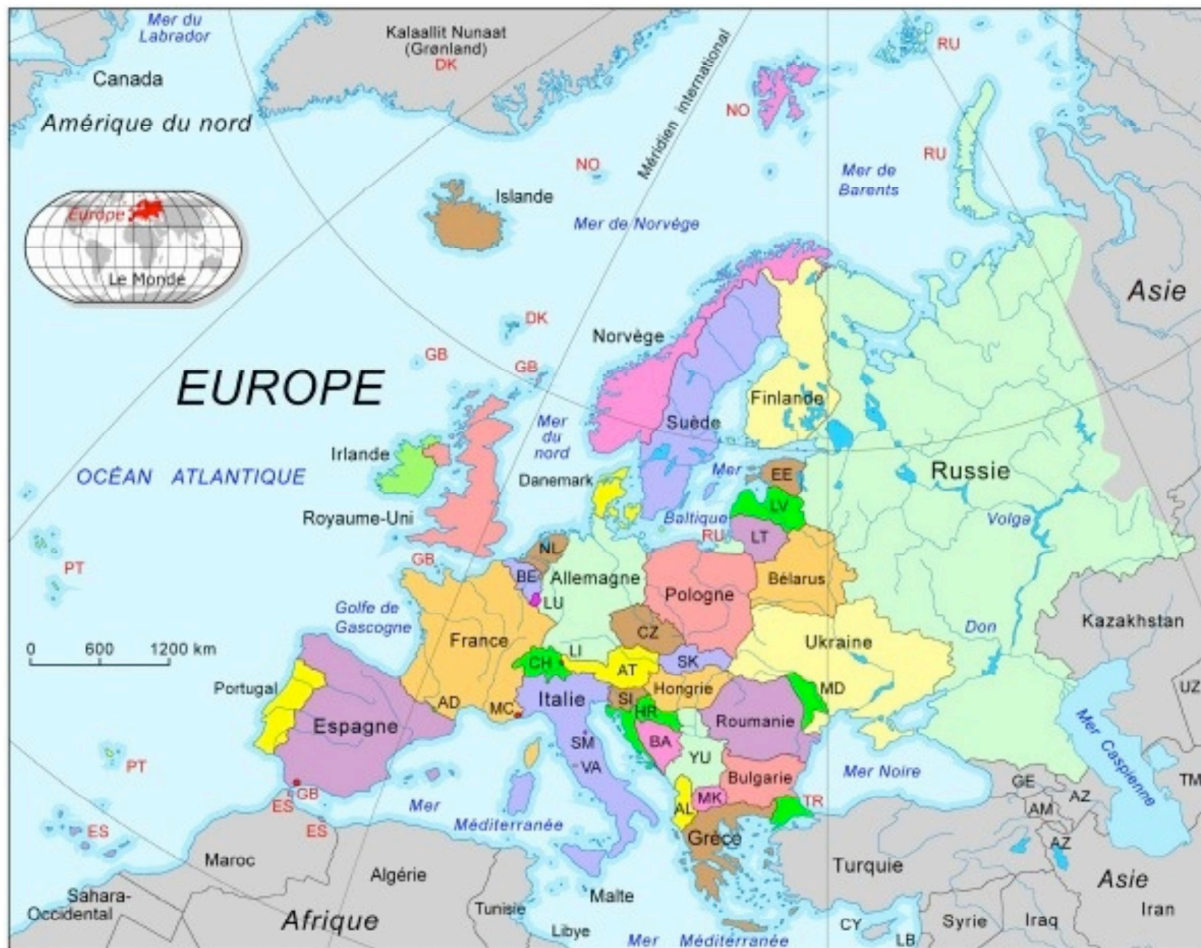 Mer du
Labrador
Kalaallit Nunaat
(Grønland)
DK
RU
Canada
Amérique du nord
NO
Méridien international
RU
NO
Mer de
Barents
Islande
Europe
Mer de Norvège
Le Monde
Asie
DK
Norvège
GB
GB
EUROPE
Finlande
Mer
du
nord
Suède
Irlande
OCÉAN ATLANTIQUE
Danemark
Mer
EE
Russie
LV
Royaume-Uni
Baltique
Volga
RU
LT
NL
GB
PT
BE
Allemagne
Bélarus
Pologne
LU
Golfe de
Gascogne
Kazakhstan
France
CZ
Ukraine
Don
0 600 1200 km
LI
CH
AT
SK
Portugal
MD
UZ
Italie
Hongrie
SI
AD
MC
HR
Espagne
Roumanie
Mer Caspienne
SM
BA
YU
PT
VA
Bulgarie
Mer Noire
GE
TM
GB
MK
TR
AZ
ES
Mer
AL
AM
ES
ES
Méditerranée
Grèce
AZ
Maroc
Turquie
Algérie
Asie
Sahara-
Occidental
Malte
Tunisie
Afrique
Syrie
Iraq
Iran
Libye
CY
Mer Méditerranée
LB